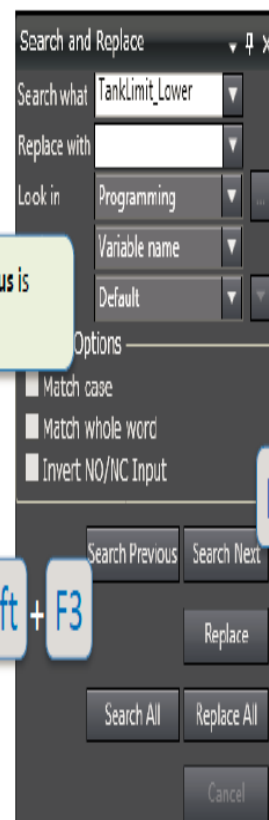 Search and Replace
Search what TankLimit_Lower
Replace with
Look in Programming ...
Variable name
us is
Default
Options
Match case
Match whole word
Invert NO/NC Input
Search Previous Search Next
ft + F3
Replace
Search All Replace All
Cancel